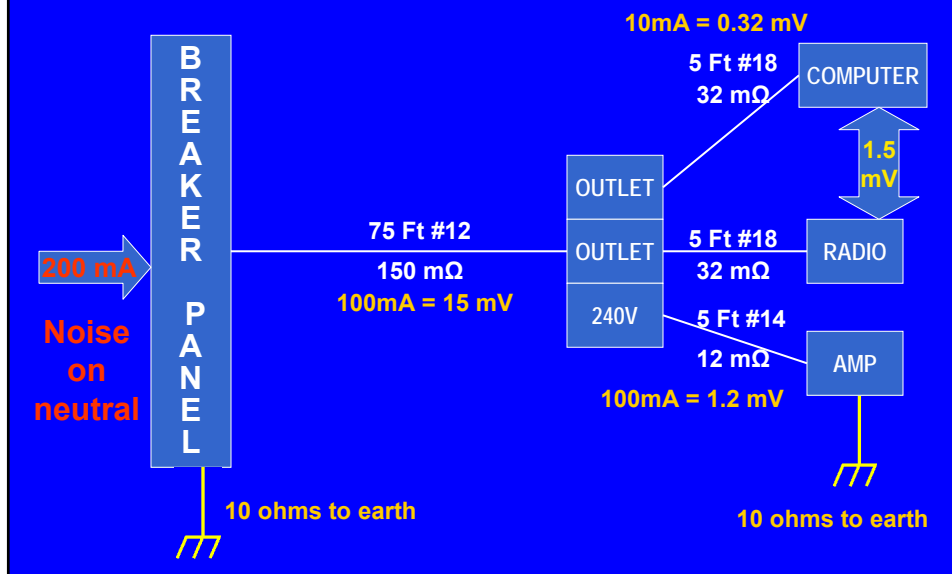 10mA = 0.32 mV
5 Ft #18
32 mΩ
COMPUTER
BREAKER PANEL
1.5
mV
OUTLET
75 Ft #12
150 mΩ
100mA = 15 mV
OUTLET
5 Ft #18
32 mΩ
RADIO
200 mA
Noise
on
neutral
240V
5 Ft #14
12 mΩ
AMP
100mA = 1.2 mV
10 ohms to earth
10 ohms to earth